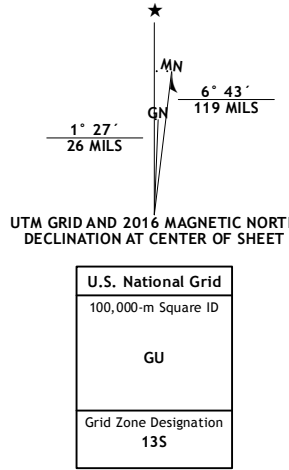 ★
MN
GN
6° 43´
119 MILS
1° 27´
26 MILS
UTM GRID AND 2016 MAGNETIC NORT
DECLINATION AT CENTER OF SHEET
U.S. National Grid
100,000-m Square ID
GU
Grid Zone Designation
13S